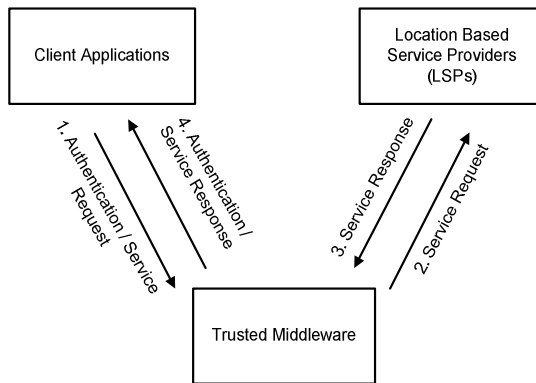 Client Applications
Location Based
Service Providers
(LSPs)
1. Authentication / Service
Request
4. Authentication /
Service Response
3. Service Response
2. Service Request
Trusted Middleware